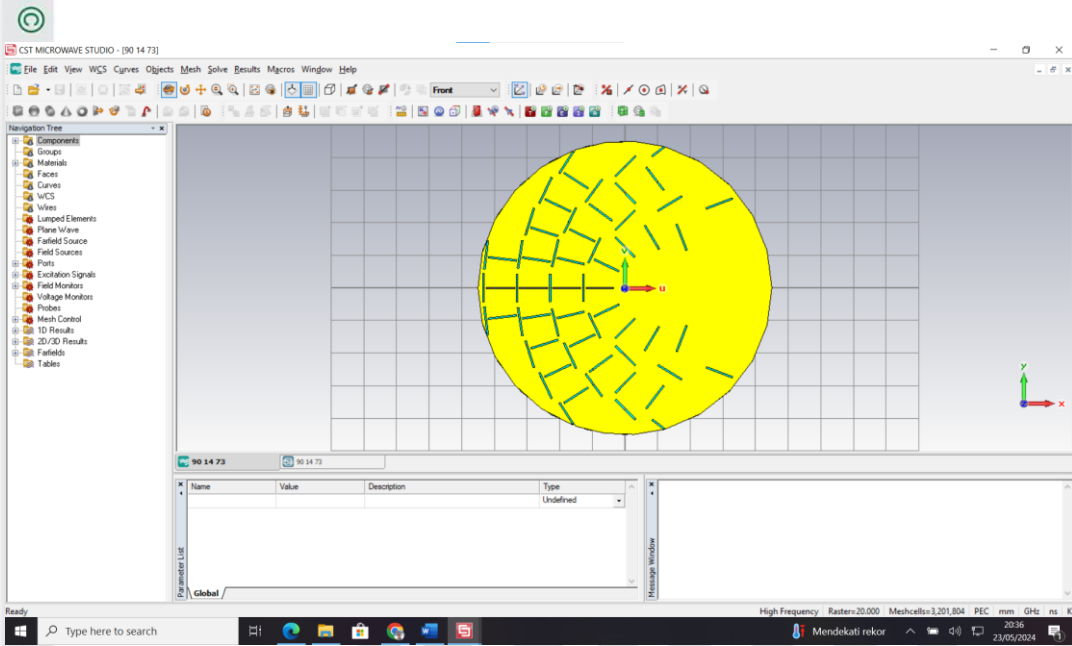 CST MICROWAVE STUDIO - [90 14 73]
File Edit View WCS Curves Objects Mesh Solve Results Macros Window Help
Front
Navigation Tree
Components
Groups
Materials
Faces
Curves
WCS
Wires
Lumped Elements
Plane Wave
Farfield Source
Field Sources
Ports
Excitation Signals
Field Monitors
Voltage Monitors
Probes
Mesh Control
1D Results
2D/3D Results
Farfields
Tables
v
u
y
x
90 14 73
90 14 73
Name Value Description Type
Undefined
Parameter List
Global
Message Window
Ready
High Frequency Raster=20.000 Meshcells=3,201,804 PEC mm GHz ns K
Type here to search
Mendekati rekor
20:36
23/05/2024